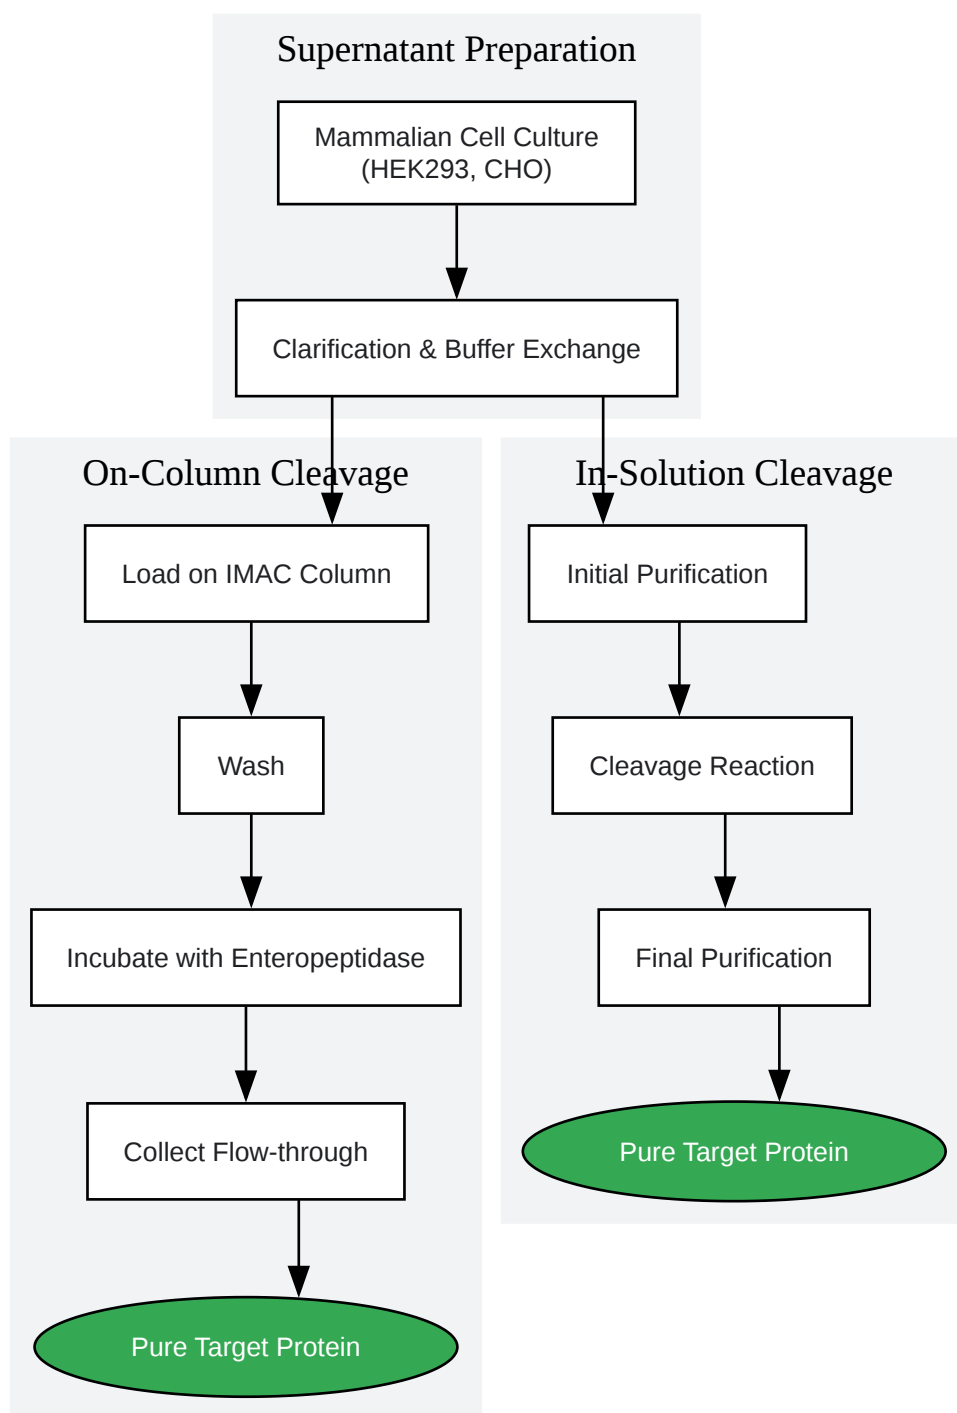 Supernatant Preparation
Mammalian Cell Culture
(HEK293, CHO)
Clarification & Buffer Exchange
On-Column Cleavage
Load on IMAC Column
Wash
Incubate with Enteropeptidase
Collect Flow-through
Pure Target Protein
In-Solution Cleavage
Initial Purification
Cleavage Reaction
Final Purification
Pure Target Protein